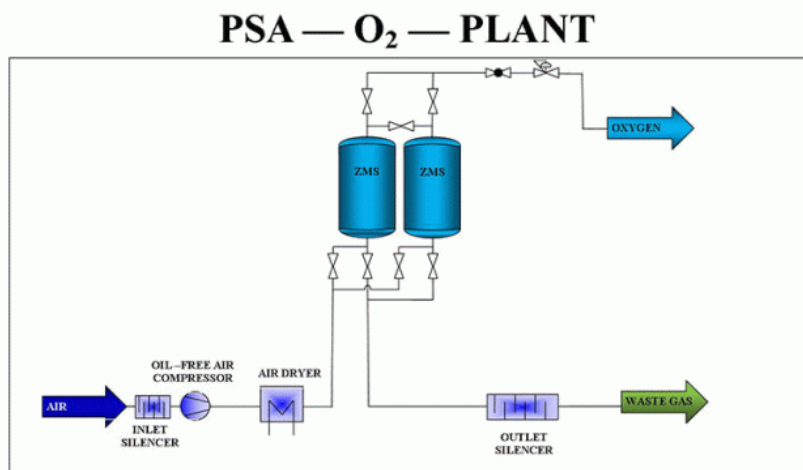 PSA — O₂ — PLANT
OXYGEN
ZMS
ZMS
OIL –FREE AIR
COMPRESSOR
AIR DRYER
AIR
INLET
SILENCER
WASTE GAS
OUTLET
SILENCER